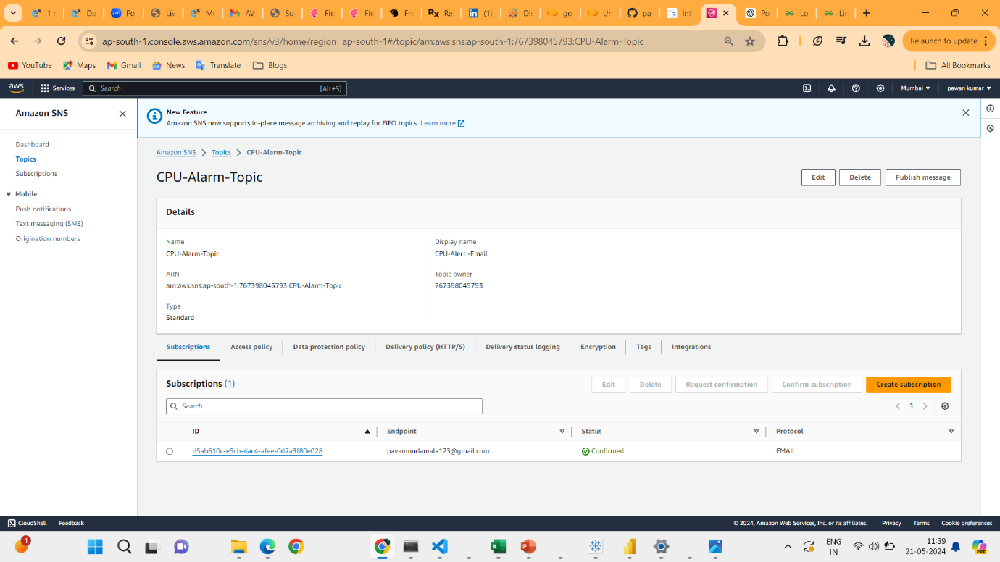 1 r
Da
zm Po
Liv
Mo
AW
Su
Flo
Flo
Fre
Rx Re
in (1)
Dis
go
Un
pa
Int
Po
Lo
Lin
ap-south-1.console.aws.amazon.com/sns/v3/home?region=ap-south-1#/topic/arn:aws:sns:ap-south-1:767398045793:CPU-Alarm-Topic
Relaunch to update
YouTube Maps Gmail News Translate Blogs All Bookmarks
aws Services Search [Alt+S] Mumbai pawan kumar
Amazon SNS
Dashboard
Topics
Subscriptions
Mobile
Push notifications
Text messaging (SMS)
Origination numbers
New Feature
Amazon SNS now supports in-place message archiving and replay for FIFO topics. Learn more
Amazon SNS Topics CPU-Alarm-Topic
CPU-Alarm-Topic
Edit Delete Publish message
Details
Name
CPU-Alarm-Topic
ARN
arn:aws:sns:ap-south-1:767398045793:CPU-Alarm-Topic
Type
Standard
Display name
CPU-Alert -Email
Topic owner
767398045793
Subscriptions Access policy Data protection policy Delivery policy (HTTP/S) Delivery status logging Encryption Tags Integrations
Subscriptions (1)
Edit Delete Request confirmation Confirm subscription Create subscription
Search
1
ID Endpoint Status Protocol
d5ab610c-e5cb-4ac4-afee-0d7a3f80e028 pavanmudamala123@gmail.com Confirmed EMAIL
CloudShell Feedback © 2024, Amazon Web Services, Inc. or its affiliates. Privacy Terms Cookie preferences
1
ENG
IN
11:39
21-05-2024
PRE